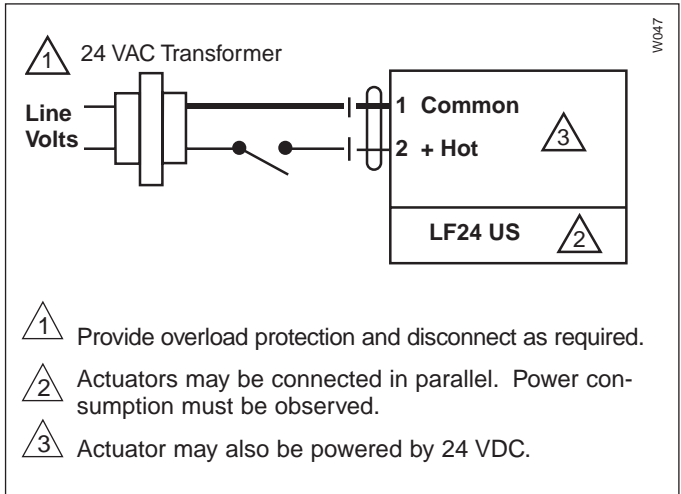 W047
1 24 VAC Transformer
Line
Volts
1 Common
2 + Hot
3
LF24 US 2
1 Provide overload protection and disconnect as required.
2 Actuators may be connected in parallel. Power con-
sumption must be observed.
3 Actuator may also be powered by 24 VDC.